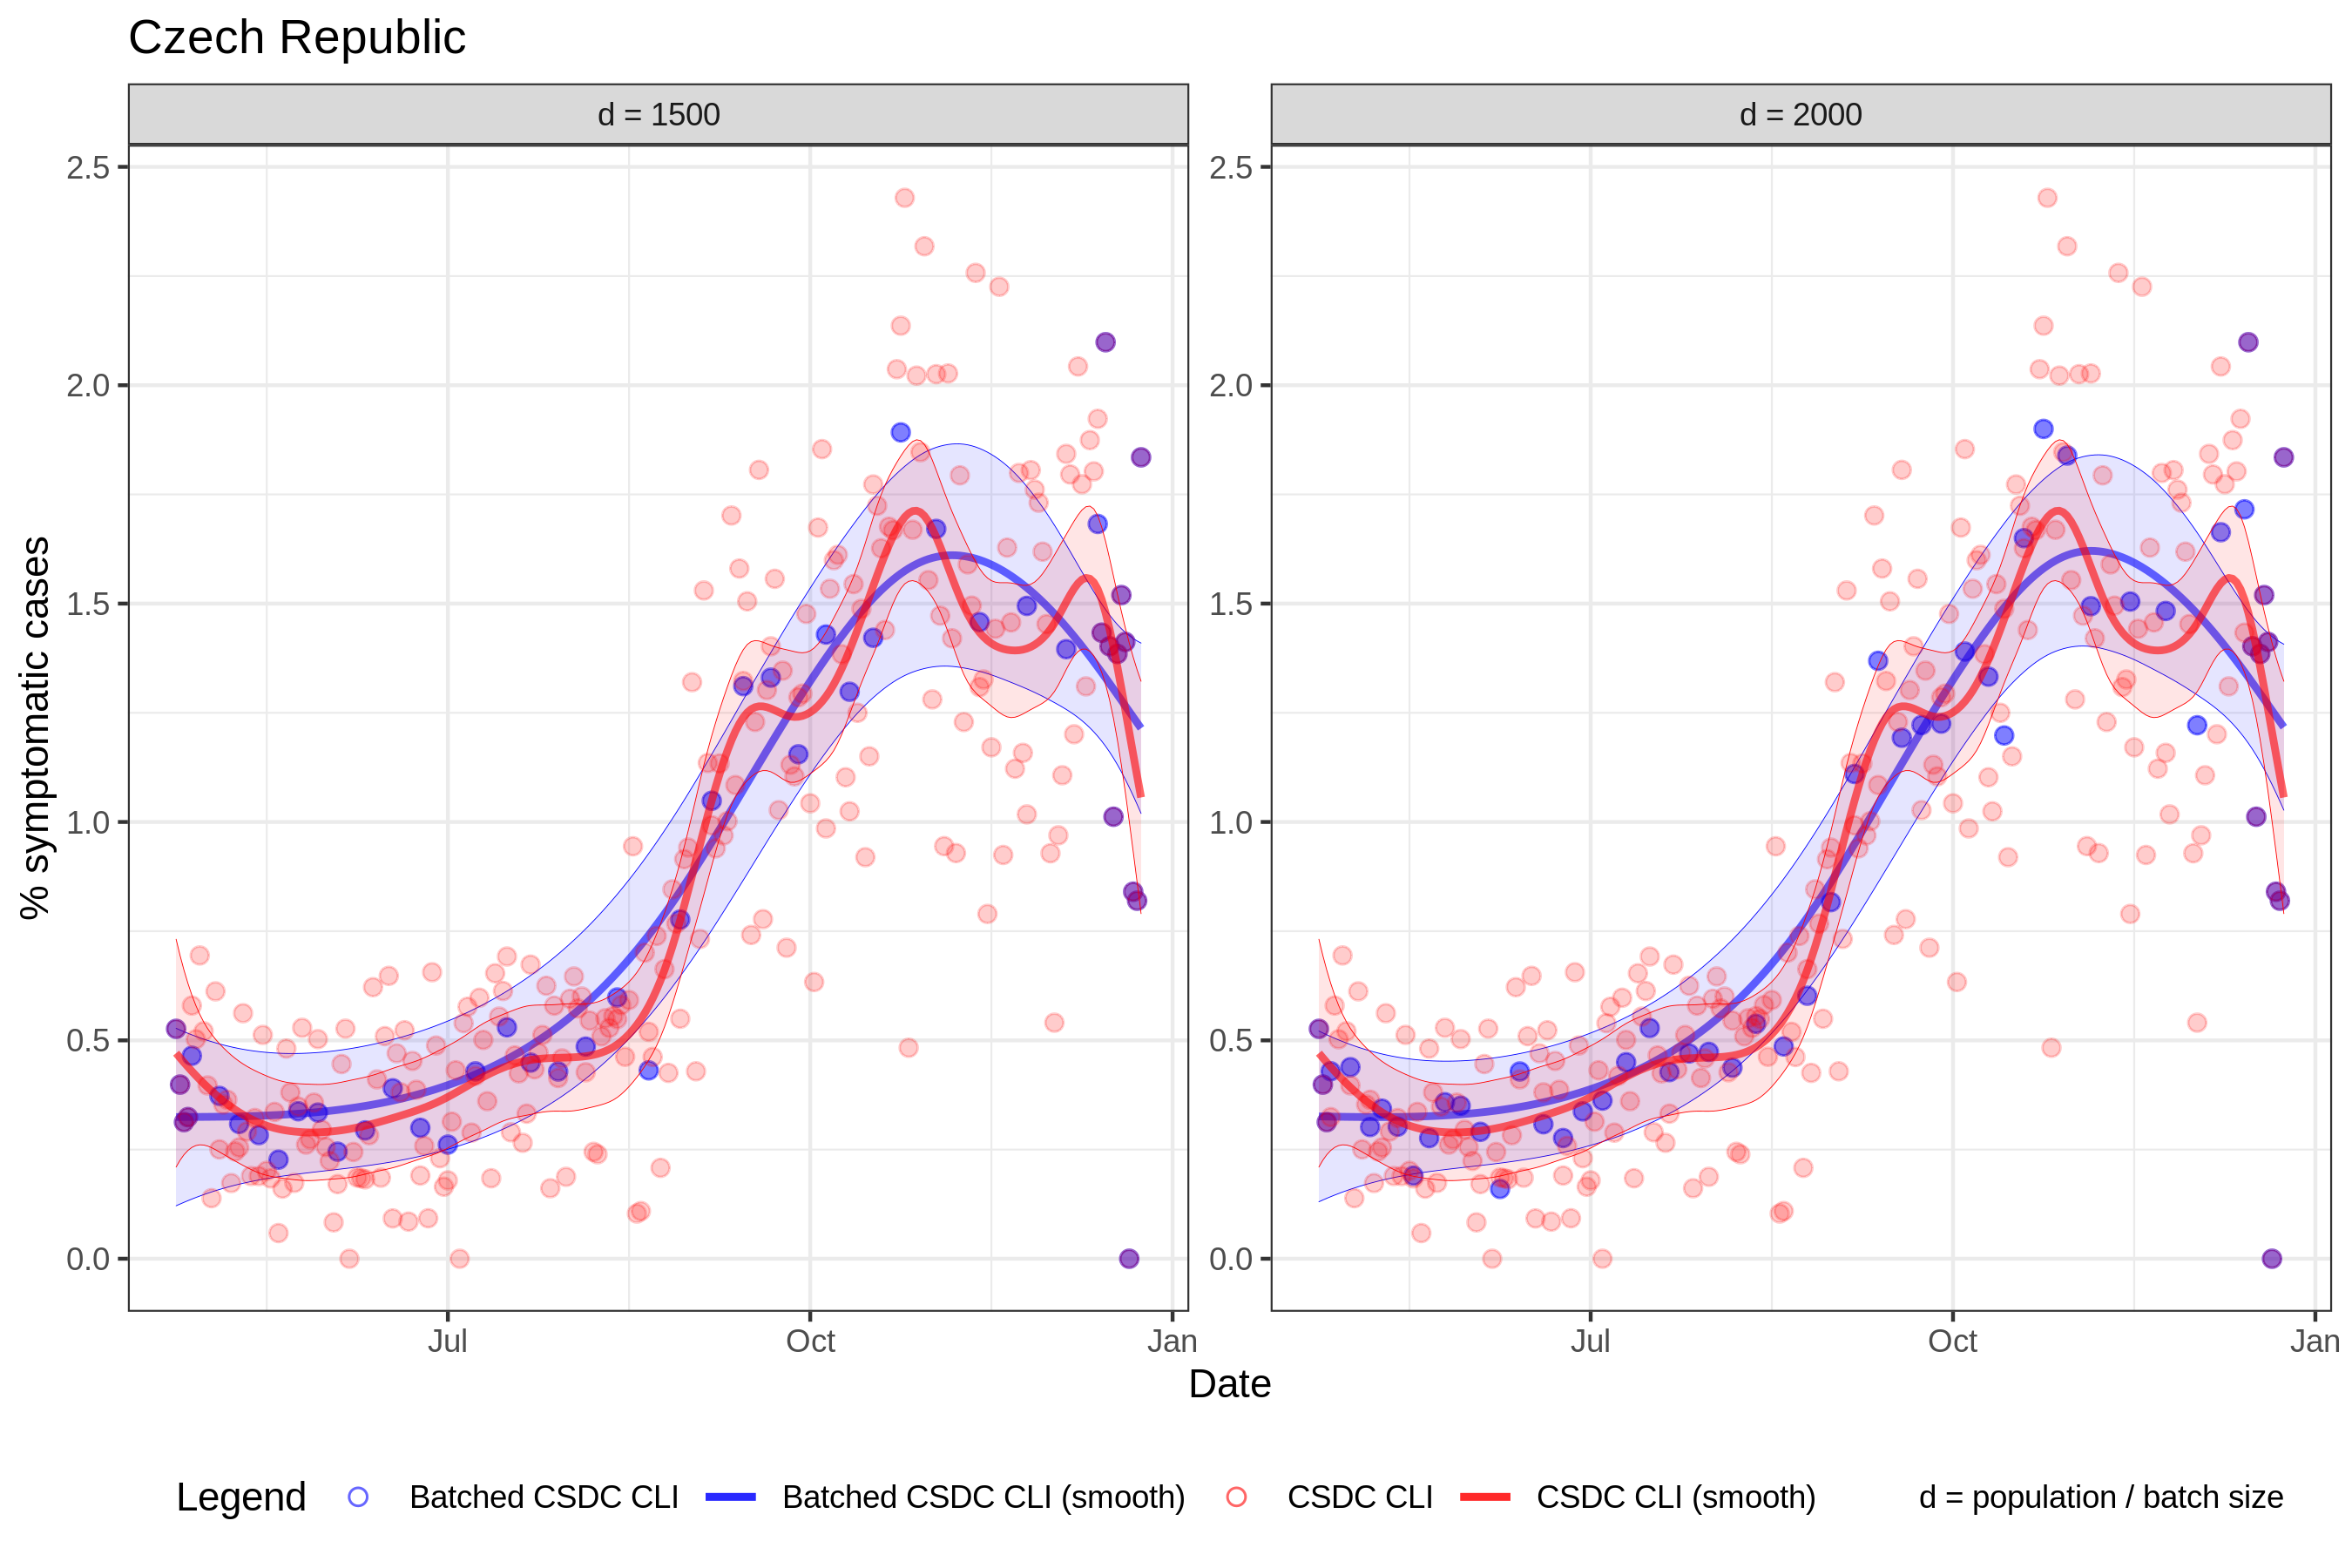 Czech Republic
d = 1500
d = 2000
% symptomatic cases
2.5
2.0
1.5
1.0
0.5
0.0
2.5
2.0
1.5
1.0
0.5
0.0
Jul
Oct
Jan
Jul
Oct
Jan
Date
Legend
Batched CSDC CLI
Batched CSDC CLI (smooth)
CSDC CLI
CSDC CLI (smooth)
d = population / batch size